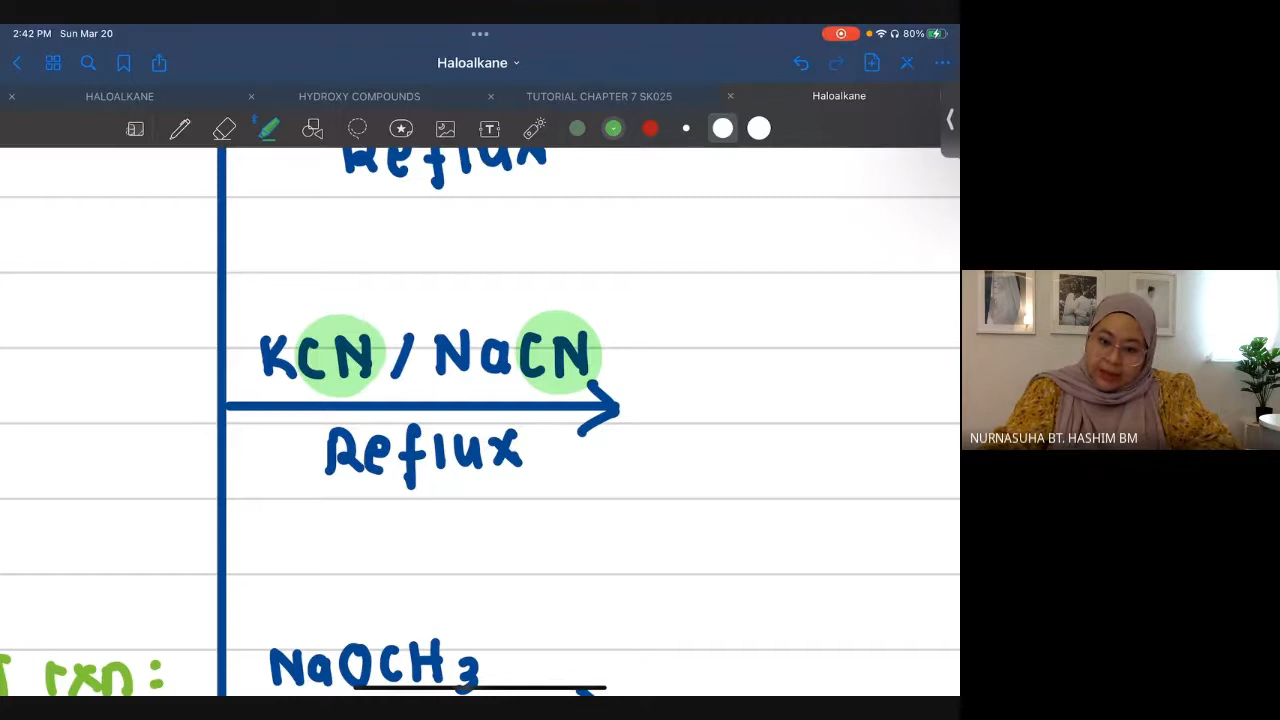 2:42 PM Sun Mar 20
80%
Haloalkane
HALOALKANE
HYDROXY COMPOUNDS
TUTORIAL CHAPTER 7 SK025
Haloalkane
Reflux
KCN / NaCN
Reflux
NaOCH3
rxn:
NURNASUHA BT. HASHIM BM